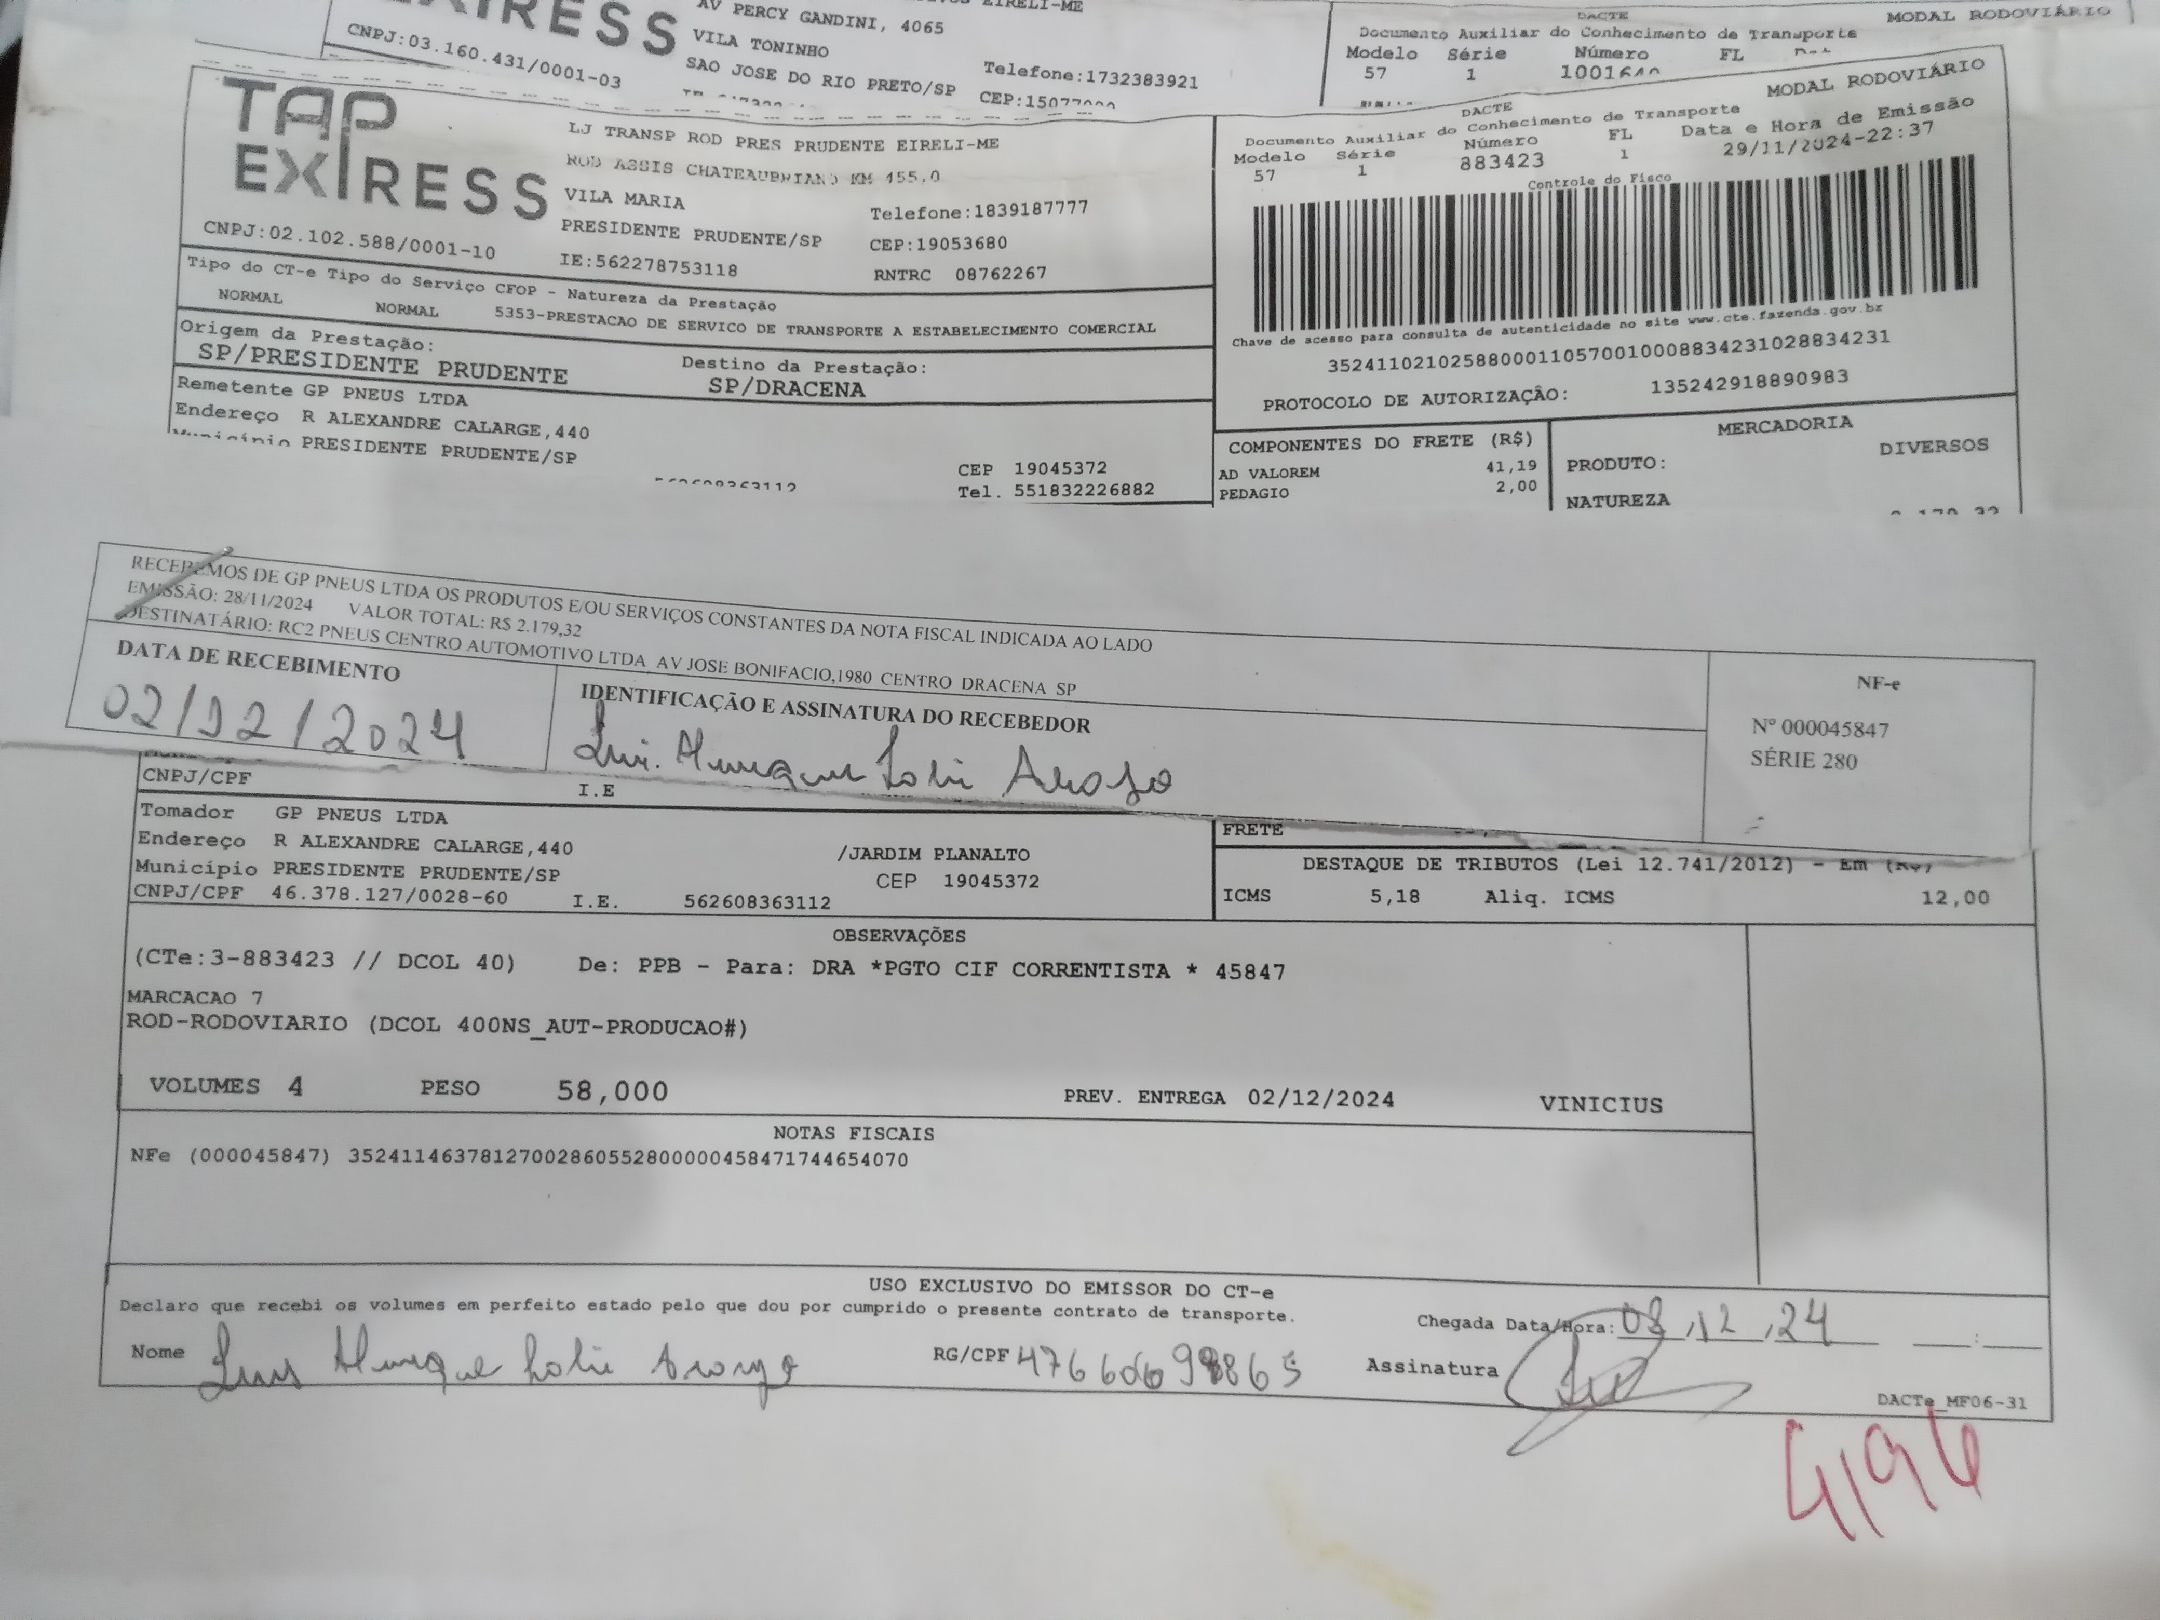 EIRELI-ME
EXIRESS
AV PERCY GANDINI, 4065
VILA TONINHO
SAO JOSE DO RIO PRETO/SP
Telefone:1732383921
CNPJ:03.160.431/0001-03
DACTE
MODAL RODOVIÁRIO
Documento Auxiliar do Conhecimento de Transporte
Modelo Série Número FL
57 1
TAP EXIRESS
LJ TRANSP ROD PRES PRUDENTE EIRELI-ME
ROD ASSIS CHATEAUBRIAND KM 455,0
VILA MARIA
Telefone:1839187777
PRESIDENTE PRUDENTE/SP
CEP:19053680
CNPJ:02.102.588/0001-10
IE:562278753118
RNTRC 08762267
MODAL RODOVIÁRIO
DACTE
Documento Auxiliar do Conhecimento de Transporte
Modelo Série Número FL Data e Hora de Emissão
57 1 883423 1 29/11/2024-22:37
Controle do Fisco
Chave de acesso para consulta de autenticidade no site www.cte.fazenda.gov.br
35241102102588000110570010008834231028834231
PROTOCOLO DE AUTORIZAÇÃO: 135242918890983
Tipo do CT-e Tipo do Serviço CFOP - Natureza da Prestação
NORMAL NORMAL 5353-PRESTACAO DE SERVICO DE TRANSPORTE A ESTABELECIMENTO COMERCIAL
Origem da Prestação: Destino da Prestação:
SP/PRESIDENTE PRUDENTE SP/DRACENA
Remetente GP PNEUS LTDA
Endereço R ALEXANDRE CALARGE,440
Município PRESIDENTE PRUDENTE/SP
CEP 19045372
Tel. 551832226882
COMPONENTES DO FRETE (R$)
AD VALOREM 41,19
PEDAGIO 2,00
MERCADORIA
PRODUTO: DIVERSOS
NATUREZA
RECEBEMOS DE GP PNEUS LTDA OS PRODUTOS E/OU SERVIÇOS CONSTANTES DA NOTA FISCAL INDICADA AO LADO
EMISSÃO: 28/11/2024 VALOR TOTAL: R$ 2.179,32
DESTINATÁRIO: RC2 PNEUS CENTRO AUTOMOTIVO LTDA AV JOSE BONIFACIO,1980 CENTRO DRACENA SP
DATA DE RECEBIMENTO
02/12/2024
IDENTIFICAÇÃO E ASSINATURA DO RECEBEDOR
NF-e
Nº 000045847
SÉRIE 280
CNPJ/CPF I.E
Tomador GP PNEUS LTDA
Endereço R ALEXANDRE CALARGE,440 /JARDIM PLANALTO
Município PRESIDENTE PRUDENTE/SP CEP 19045372
CNPJ/CPF 46.378.127/0028-60 I.E. 562608363112
FRETE
DESTAQUE DE TRIBUTOS (Lei 12.741/2012) - Em (R$)
ICMS 5,18 Aliq. ICMS 12,00
OBSERVAÇÕES
(CTe:3-883423 // DCOL 40) De: PPB - Para: DRA *PGTO CIF CORRENTISTA * 45847
MARCACAO 7
ROD-RODOVIARIO (DCOL 400NS_AUT-PRODUCAO#)
VOLUMES 4 PESO 58,000 PREV. ENTREGA 02/12/2024 VINICIUS
NOTAS FISCAIS
NFe (000045847) 35241146378127002860552800000458471744654070
USO EXCLUSIVO DO EMISSOR DO CT-e
Declaro que recebi os volumes em perfeito estado pelo que dou por cumprido o presente contrato de transporte.
Chegada Data/Hora: ,12 ,24 :
Nome Luis
RG/CPF
Assinatura
DACTe_MF06-31